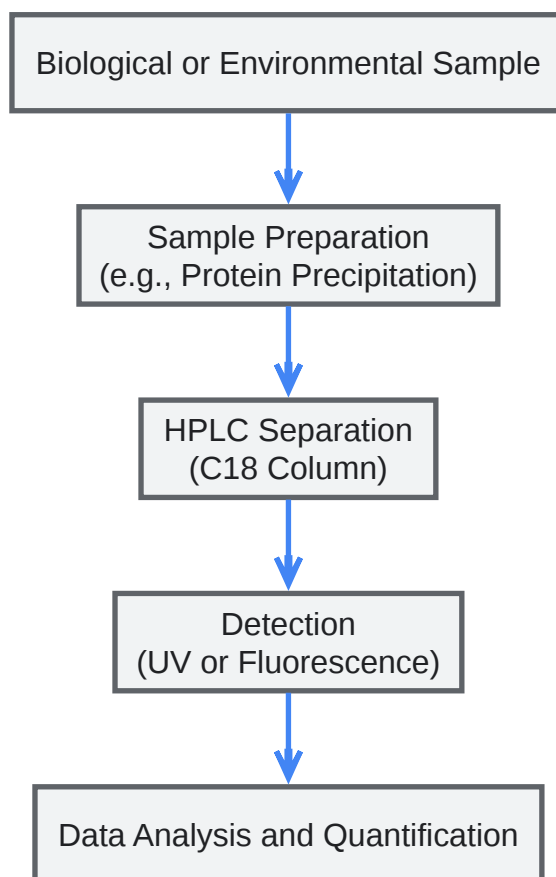 Biological or Environmental Sample
Sample Preparation
(e.g., Protein Precipitation)
HPLC Separation
(C18 Column)
Detection
(UV or Fluorescence)
Data Analysis and Quantification